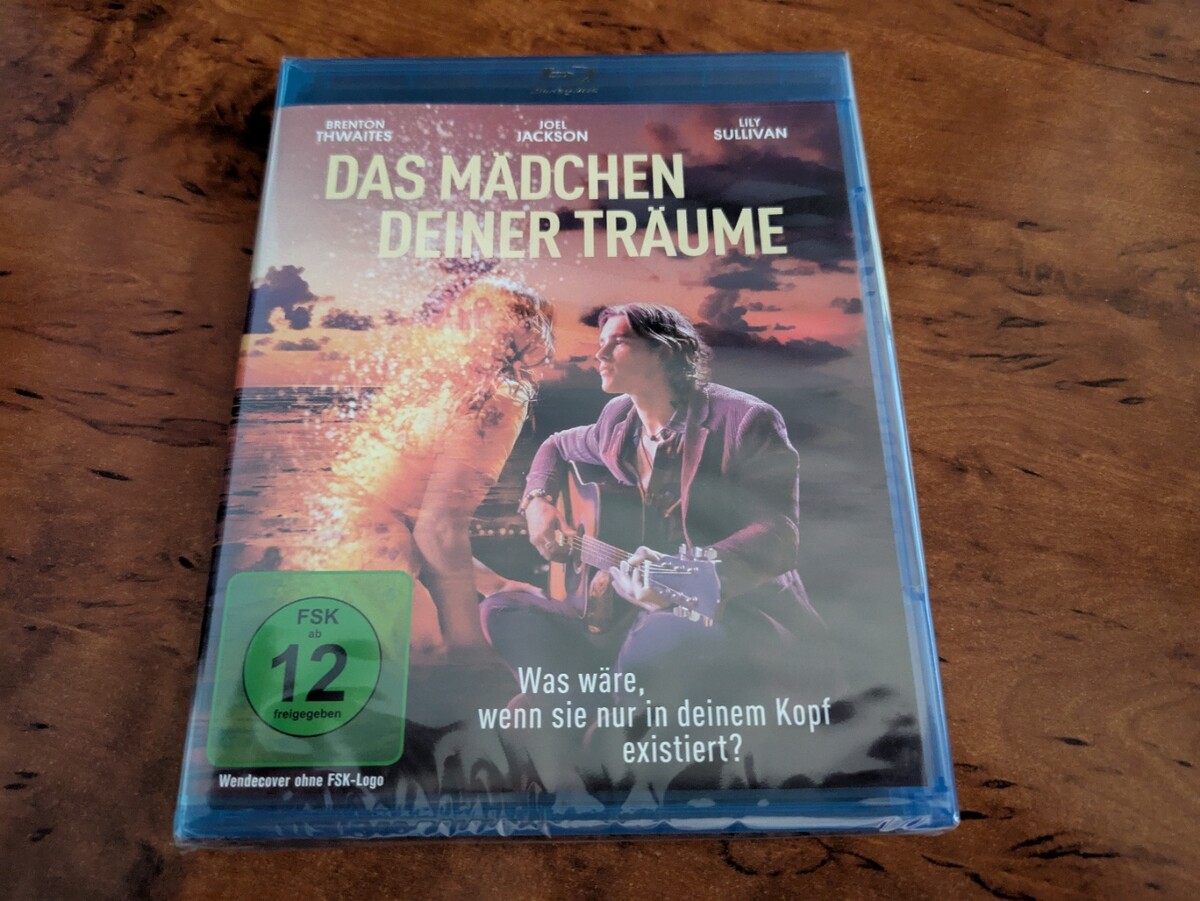 BRENTON
THWAITES
JOEL
JACKSON
LILY
SULLIVAN
DAS MÄDCHEN
DEINER TRÄUME
FSK
ab
12
freigegeben
Was wäre,
wenn sie nur in deinem Kopf
existiert?
Wendecover ohne FSK-Logo